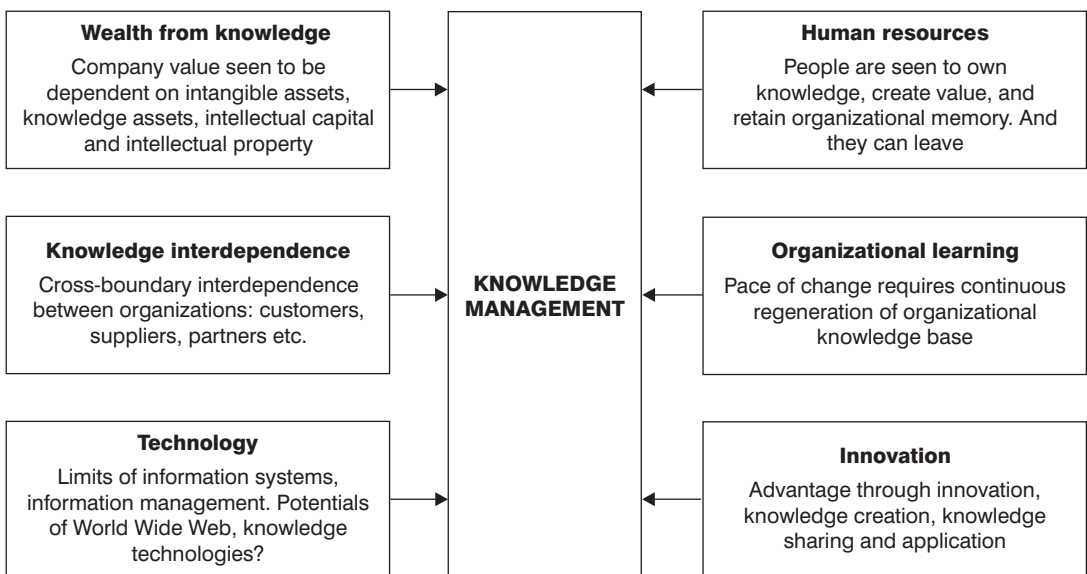 Wealth from knowledge
Company value seen to be
dependent on intangible assets,
knowledge assets, intellectual capital
and intellectual property
Knowledge interdependence
Cross-boundary interdependence
between organizations: customers,
suppliers, partners etc.
Technology
Limits of information systems,
information management. Potentials
of World Wide Web, knowledge
technologies?
KNOWLEDGE
MANAGEMENT
Human resources
People are seen to own
knowledge, create value, and
retain organizational memory. And
they can leave
Organizational learning
Pace of change requires continuous
regeneration of organizational
knowledge base
Innovation
Advantage through innovation,
knowledge creation, knowledge
sharing and application